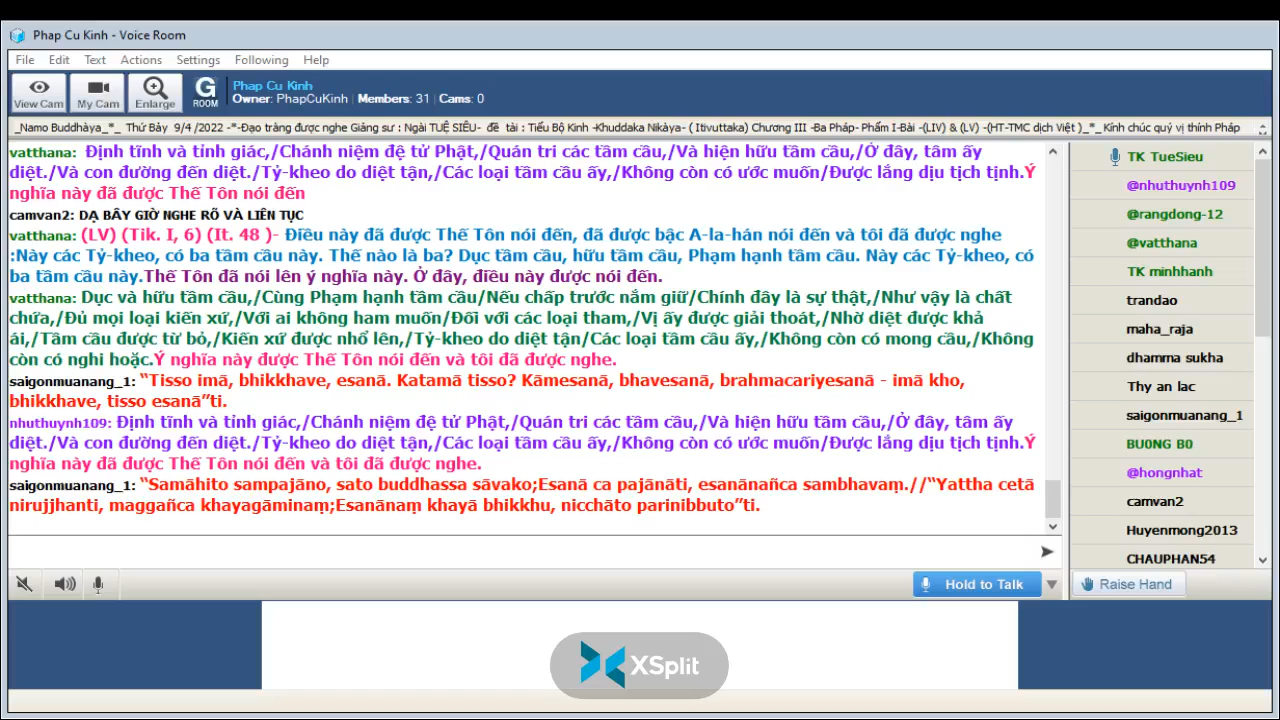 Phap Cu Kinh - Voice Room
File Edit Text Actions Settings Following Help
View Cam My Cam Enlarge G ROOM
Phap Cu Kinh
Owner: PhapCuKinh | Members: 31 | Cams: 0
_Namo Buddhàya_*_ Thứ Bảy 9/4 /2022 -*-Đạo tràng được nghe Giảng sư : Ngài TUỆ SIÊU- đề tài : Tiểu Bộ Kinh -Khuddaka Nikàya- ( Itivuttaka) Chương III -Ba Pháp- Phẩm I-Bài -(LIV) & (LV) -(HT-TMC dịch Việt )_*_ Kính chúc quý vị thính Pháp
vatthana: Định tĩnh và tỉnh giác,/Chánh niệm đệ tử Phật,/Quán tri các tầm cầu,/Và hiện hữu tầm cầu,/Ở đây, tâm ấy
diệt./Và con đường đến diệt./Tỷ-kheo do diệt tận,/Các loại tầm cầu ấy,/Không còn có ước muốn/Được lắng dịu tịch tịnh.Ý
nghĩa này đã được Thế Tôn nói đến
camvan2: DẠ BÂY GIỜ NGHE RÕ VÀ LIÊN TỤC
vatthana: (LV) (Tik. I, 6) (It. 48 )- Điều này đã được Thế Tôn nói đến, đã được bậc A-la-hán nói đến và tôi đã được nghe
:Này các Tỷ-kheo, có ba tầm cầu này. Thế nào là ba? Dục tầm cầu, hữu tầm cầu, Phạm hạnh tầm cầu. Này các Tỷ-kheo, có
ba tầm cầu này.Thế Tôn đã nói lên ý nghĩa này. Ở đây, điều này được nói đến.
vatthana: Dục và hữu tầm cầu,/Cùng Phạm hạnh tầm cầu/Nếu chấp trước nắm giữ/Chính đây là sự thật,/Như vậy là chất
chứa,/Đủ mọi loại kiến xứ,/Với ai không ham muốn/Đối với các loại tham,/Vị ấy được giải thoát,/Nhờ diệt được khả
ái,/Tầm cầu được từ bỏ,/Kiến xứ được nhổ lên,/Tỷ-kheo do diệt tận/Các loại tầm cầu ấy,/Không còn có mong cầu,/Không
còn có nghi hoặc.Ý nghĩa này được Thế Tôn nói đến và tôi đã được nghe.
saigonmuanang_1: “Tisso imā, bhikkhave, esanā. Katamā tisso? Kāmesanā, bhavesanā, brahmacariyesanā - imā kho,
bhikkhave, tisso esanā”ti.
nhuthuynh109: Định tĩnh và tỉnh giác,/Chánh niệm đệ tử Phật,/Quán tri các tầm cầu,/Và hiện hữu tầm cầu,/Ở đây, tâm ấy
diệt./Và con đường đến diệt./Tỷ-kheo do diệt tận,/Các loại tầm cầu ấy,/Không còn có ước muốn/Được lắng dịu tịch tịnh.Ý
nghĩa này đã được Thế Tôn nói đến và tôi đã được nghe.
saigonmuanang_1: “Samāhito sampajāno, sato buddhassa sāvako;Esanā ca pajānāti, esanānañca sambhavaṃ.//“Yattha cetā
nirujjhanti, maggañca khayagāminaṃ;Esanānaṃ khayā bhikkhu, nicchāto parinibbuto”ti.
TK TueSieu
@nhuthuynh109
@rangdong-12
@vatthana
TK minhhanh
trandao
maha_raja
dhamma sukha
Thy an lac
saigonmuanang_1
BU0NG B0
@hongnhat
camvan2
Huyenmong2013
CHAUPHAN54
Hold to Talk
Raise Hand
XSplit